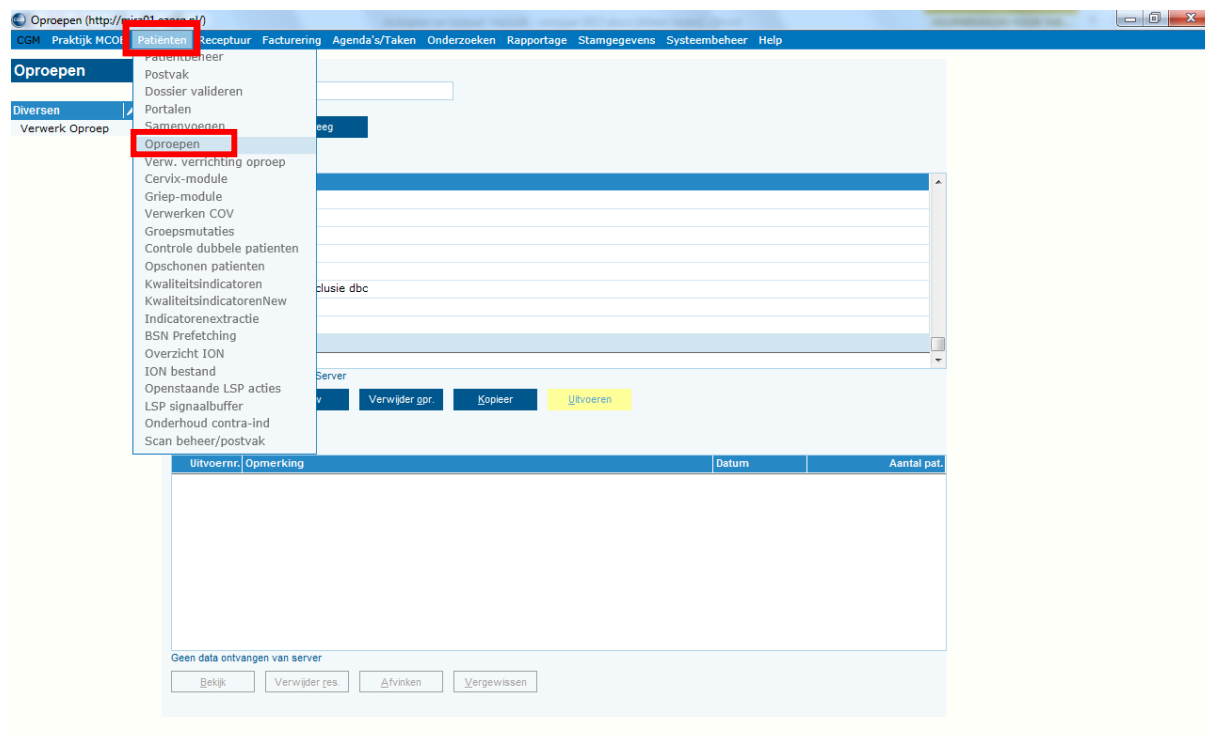 Oproepen (http://mira01.ezorg.nl/)
CGM Praktijk MCOE Patiënten Receptuur Facturering Agenda's/Taken Onderzoeken Rapportage Stamgegevens Systeembeheer Help
Oproepen
Diversen
Verwerk Oproep
Patiëntbeheer
Postvak
Dossier valideren
Portalen
Samenvoegen
Oproepen
Verw. verrichting oproep
Cervix-module
Griep-module
Verwerken COV
Groepsmutaties
Controle dubbele patienten
Opschonen patienten
Kwaliteitsindicatoren
KwaliteitsindicatorenNew
Indicatorenextractie
BSN Prefetching
Overzicht ION
ION bestand
Openstaande LSP acties
LSP signaalbuffer
Onderhoud contra-ind
Scan beheer/postvak
eeg
clusie dbc
Server
w Verwijder opr. Kopieer Uitvoeren
Uitvoernr. Opmerking Datum Aantal pat.
Geen data ontvangen van server
Bekijk Verwijder res. Afvinken Vergewissen